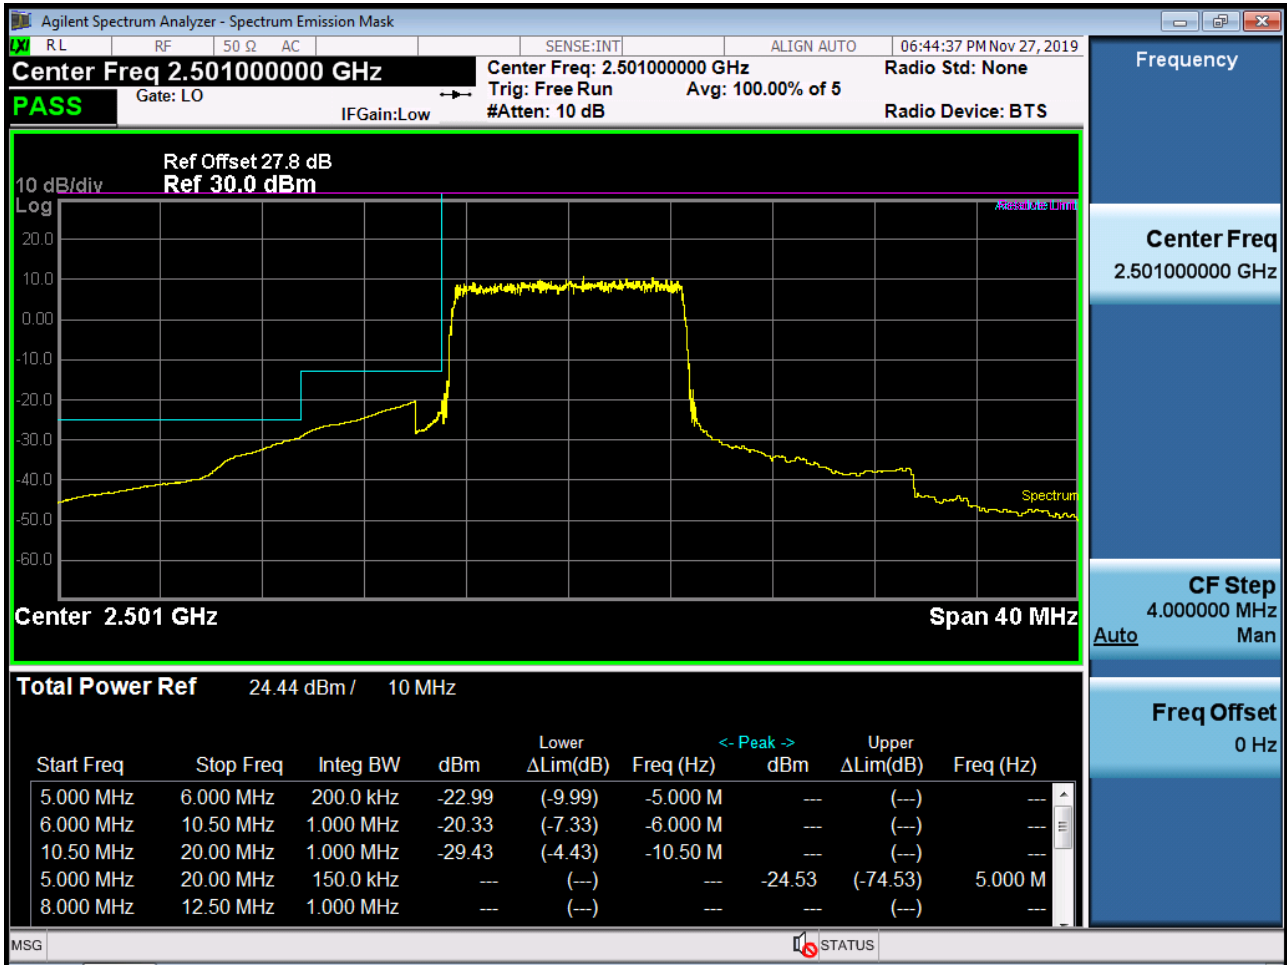 Agilent Spectrum Analyzer - Spectrum Emission Mask
LXI RL RF 50 Ω AC SENSE:INT ALIGN AUTO 06:44:37 PM Nov 27, 2019
Center Freq 2.501000000 GHz
PASS
Gate: LO
IFGain:Low
Center Freq: 2.501000000 GHz
Trig: Free Run Avg: 100.00% of 5
#Atten: 10 dB
Radio Std: None
Radio Device: BTS
Ref Offset 27.8 dB
10 dB/div Ref 30.0 dBm
Log
Limit
20.0
10.0
0.00
-10.0
-20.0
-30.0
-40.0
-50.0
-60.0
Spectrum
Center 2.501 GHz Span 40 MHz
Total Power Ref 24.44 dBm / 10 MHz
Lower <- Peak -> Upper
Start Freq Stop Freq Integ BW dBm ΔLim(dB) Freq (Hz) dBm ΔLim(dB) Freq (Hz)
5.000 MHz 6.000 MHz 200.0 kHz -22.99 (-9.99) -5.000 M --- (---) ---
6.000 MHz 10.50 MHz 1.000 MHz -20.33 (-7.33) -6.000 M --- (---) ---
10.50 MHz 20.00 MHz 1.000 MHz -29.43 (-4.43) -10.50 M --- (---) ---
5.000 MHz 20.00 MHz 150.0 kHz --- (---) --- -24.53 (-74.53) 5.000 M
8.000 MHz 12.50 MHz 1.000 MHz --- (---) --- --- (---) ---
MSG STATUS
Frequency
Center Freq
2.501000000 GHz
CF Step
4.000000 MHz
Auto Man
Freq Offset
0 Hz